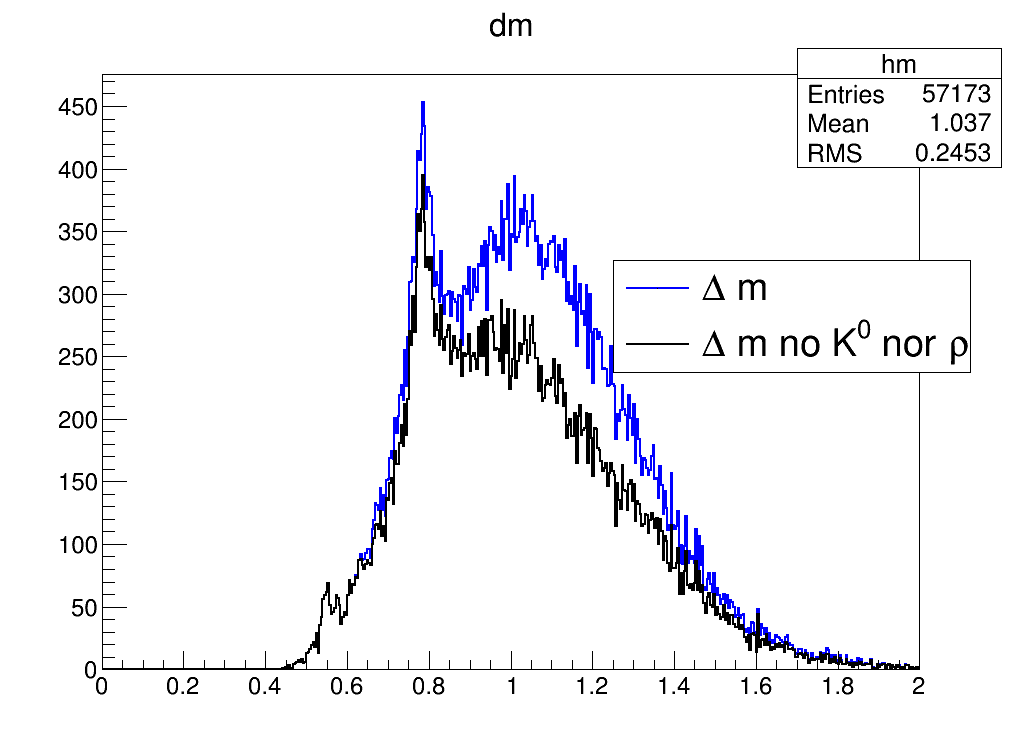 dm
hm
Entries 57173
Mean 1.037
RMS 0.2453
450
400
350
300
250
200
150
100
50
0
Δ m
Δ m no K⁰ nor ρ
0 0.2 0.4 0.6 0.8 1 1.2 1.4 1.6 1.8 2